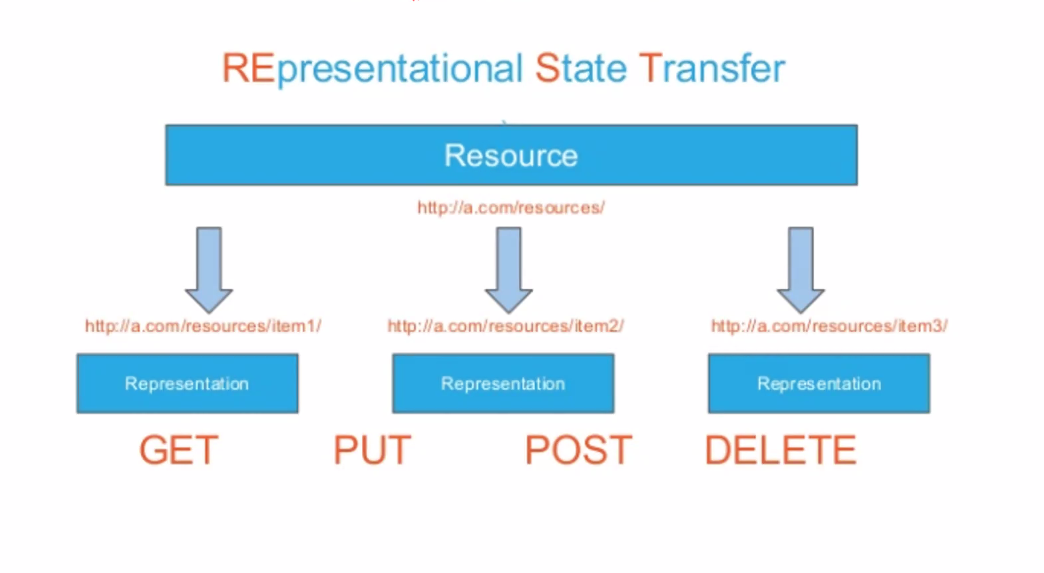 REpresentational State Transfer
Resource
http://a.com/resources/
http://a.com/resources/item1/ http://a.com/resources/item2/ http://a.com/resources/item3/
Representation Representation Representation
GET PUT POST DELETE